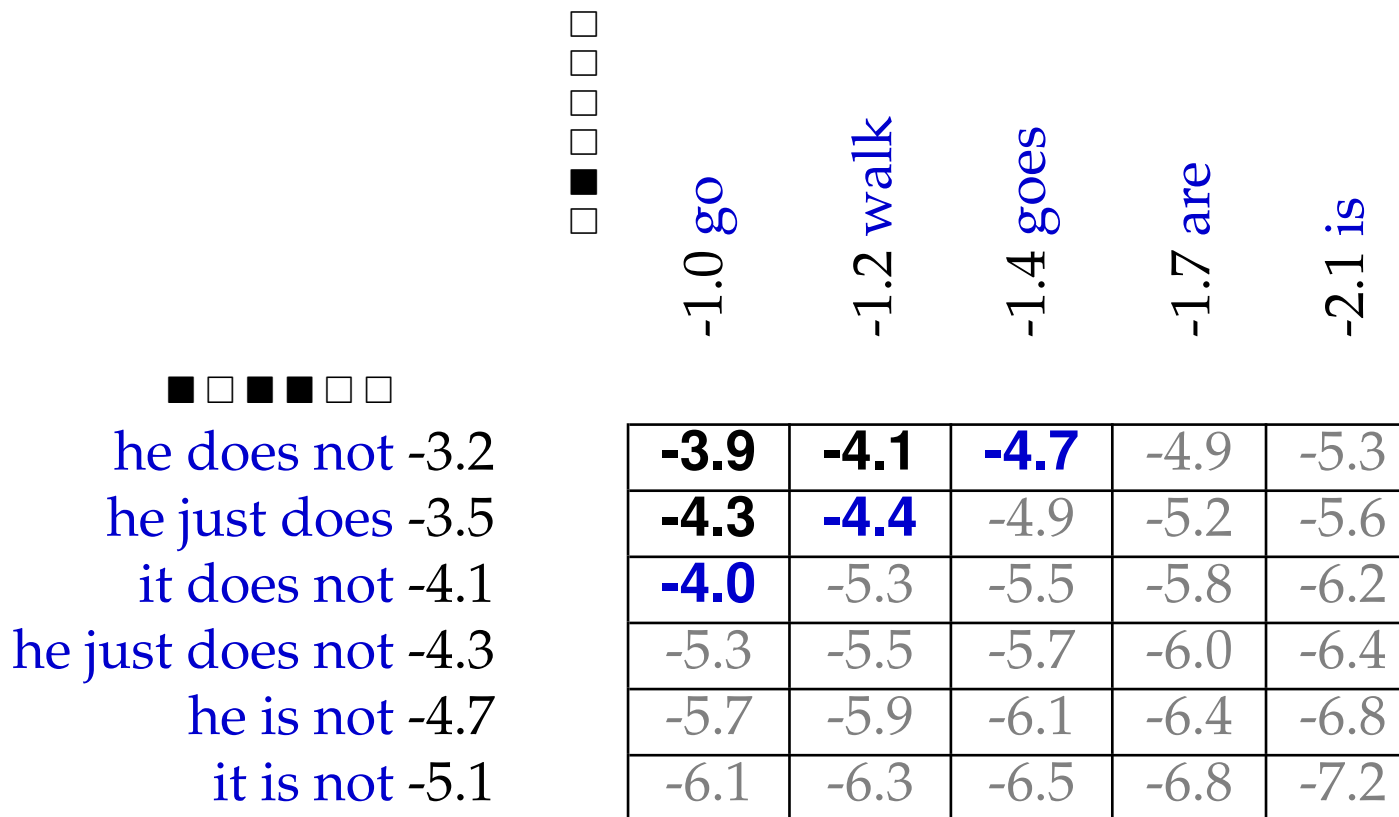 -1.0 go
-1.2 walk
-1.4 goes
-1.7 are
-2.1 is
he does not -3.2 -3.9 -4.1 -4.7 -4.9 -5.3
he just does -3.5 -4.3 -4.4 -4.9 -5.2 -5.6
it does not -4.1 -4.0 -5.3 -5.5 -5.8 -6.2
he just does not -4.3 -5.3 -5.5 -5.7 -6.0 -6.4
he is not -4.7 -5.7 -5.9 -6.1 -6.4 -6.8
it is not -5.1 -6.1 -6.3 -6.5 -6.8 -7.2